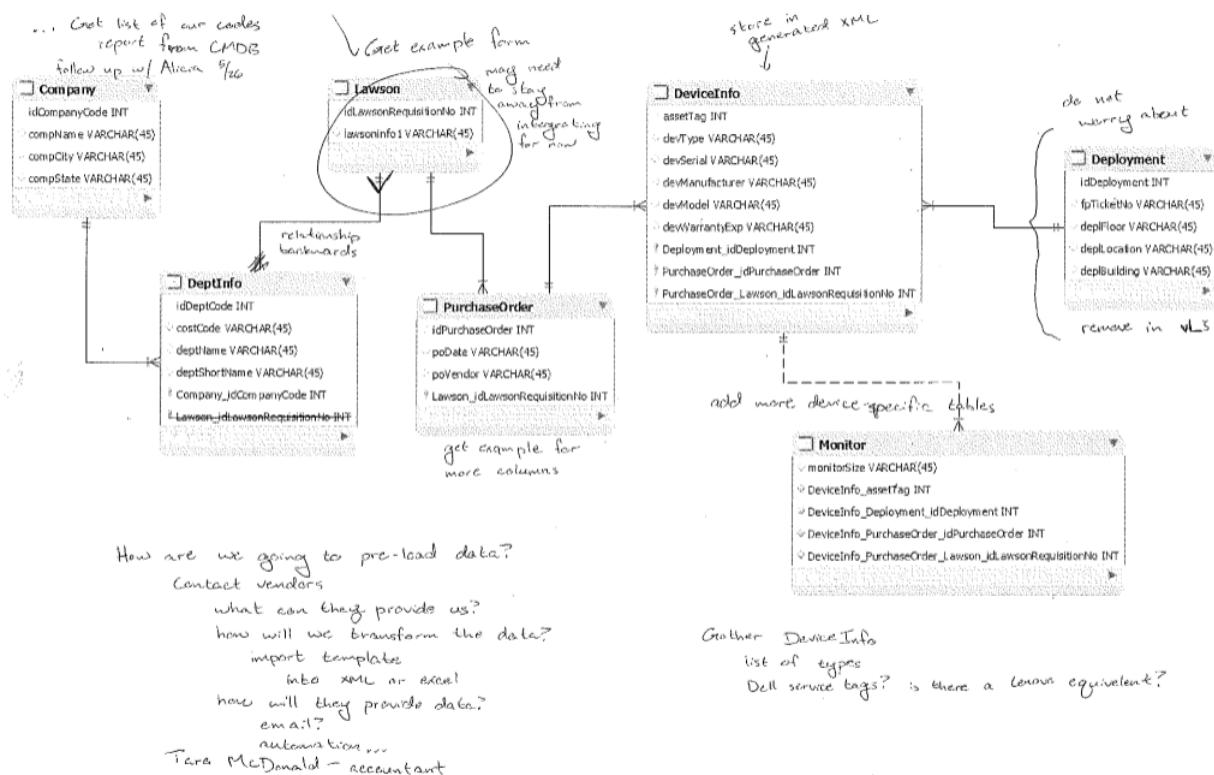 ... Get list of our codes
report from CMDB
follow up w/ Alicia 5/26
Get example form
may need
to stay
away from
intergrating
for now
store in
generated XML
do not
worry about
Company
idCompanyCode INT
compName VARCHAR(45)
compCity VARCHAR(45)
compState VARCHAR(45)
Lawson
idLawsonRequisitionNo INT
lawsoninfo1 VARCHAR(45)
DeviceInfo
assetTag INT
devType VARCHAR(45)
devSerial VARCHAR(45)
devManufacturer VARCHAR(45)
devModel VARCHAR(45)
devWarrantyExp VARCHAR(45)
Deployment_idDeployment INT
PurchaseOrder_idPurchaseOrder INT
PurchaseOrder_Lawson_idLawsonRequisitionNo INT
Deployment
idDeployment INT
fpTicketNo VARCHAR(45)
deplFloor VARCHAR(45)
deplLocation VARCHAR(45)
deplBuilding VARCHAR(45)
remove in v1.3
relationship
backwards
DeptInfo
idDeptCode INT
costCode VARCHAR(45)
deptName VARCHAR(45)
deptShortName VARCHAR(45)
Company_idCompanyCode INT
Lawson_idLawsonRequisitionNo INT
PurchaseOrder
idPurchaseOrder INT
poDate VARCHAR(45)
poVendor VARCHAR(45)
Lawson_idLawsonRequisitionNo INT
get example for
more columns
add more device-specific tables
Monitor
monitorSize VARCHAR(45)
DeviceInfo_assetTag INT
DeviceInfo_Deployment_idDeployment INT
DeviceInfo_PurchaseOrder_idPurchaseOrder INT
DeviceInfo_PurchaseOrder_Lawson_idLawsonRequisitionNo INT
How are we going to pre-load data?
Contact vendors
what can they provide us?
how will we transform the data?
import template
into XML or excel
how will they provide data?
email?
automation...
Tara McDonald - accountant
Gather DeviceInfo
list of types
Dell service tags? is there a Lenovo equivalent?